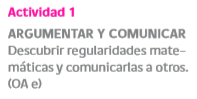 Actividad 1
ARGUMENTAR Y COMUNICAR
Descubrir regularidades mate-
máticas y comunicarlas a otros.
(OA e)